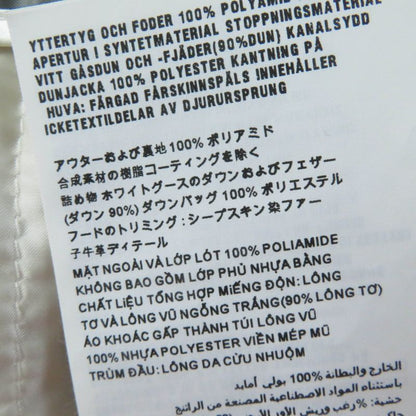 YTTERTYG OCH FODER 100% POLYAMID
APERTUR I SYNTETMATERIAL STOPPNINGSMATERIAL
VITT GÅSDUN OCH -FJÄDER(90%DUN) KANALSYDD
DUNJACKA 100% POLYESTER KANTNING PÅ
HUVA: FÄRGAD FÅRSKINNSPÄLS INNEHÅLLER
ICKETEXTILDELAR AV DJURURSPRUNG
アウターおよび裏地100% ポリアミド
合成素材の樹脂コーティングを除く
詰め物 ホワイトグースのダウンおよびフェザー
(ダウン 90%) ダウンバッグ 100% ポリエステル
フードのトリミング：シープスキン染ファー
子牛革ディテール
MẶT NGOÀI VÀ LỚP LÓT 100% POLIAMIDE
KHÔNG BAO GỒM LỚP PHỦ NHỰA BẰNG
CHẤT LIỆU TỔNG HỢP MIẾNG ĐỘN: LÔNG
TƠ VÀ LÔNG VŨ NGỖNG TRẮNG(90% LÔNG TƠ)
ÁO KHOÁC GẤP THÀNH TÚI LÔNG VŨ
100% NHỰA POLYESTER VIỀN MÉP MŨ
TRÙM ĐẦU: LÔNG DA CỪU NHUỘM
الخارج والبطانة 100% بولي أمايد
باستثناء المواد الاصطناعية المصنعة من الراتنج